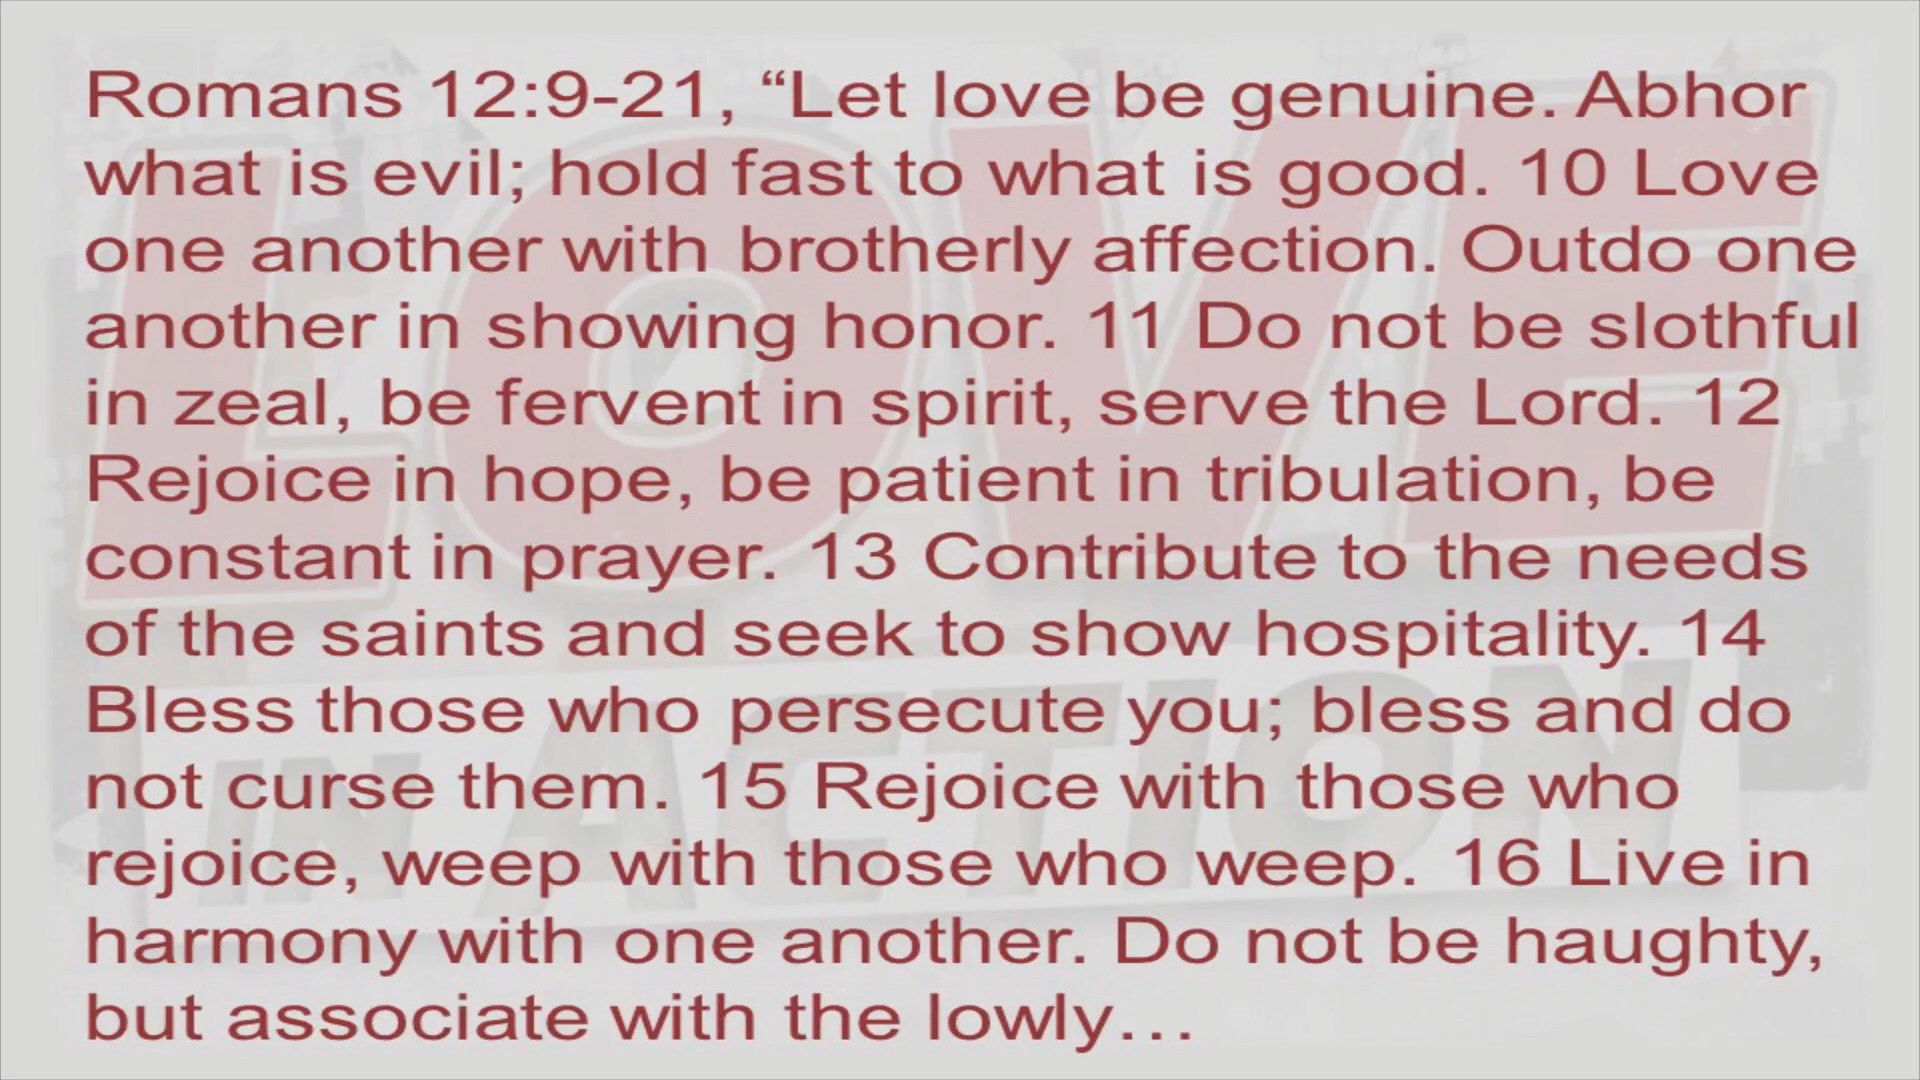 Romans 12:9-21, “Let love be genuine. Abhor
what is evil; hold fast to what is good. 10 Love
one another with brotherly affection. Outdo one
another in showing honor. 11 Do not be slothful
in zeal, be fervent in spirit, serve the Lord. 12
Rejoice in hope, be patient in tribulation, be
constant in prayer. 13 Contribute to the needs
of the saints and seek to show hospitality. 14
Bless those who persecute you; bless and do
not curse them. 15 Rejoice with those who
rejoice, weep with those who weep. 16 Live in
harmony with one another. Do not be haughty,
but associate with the lowly…
LOVE
IN ACTION